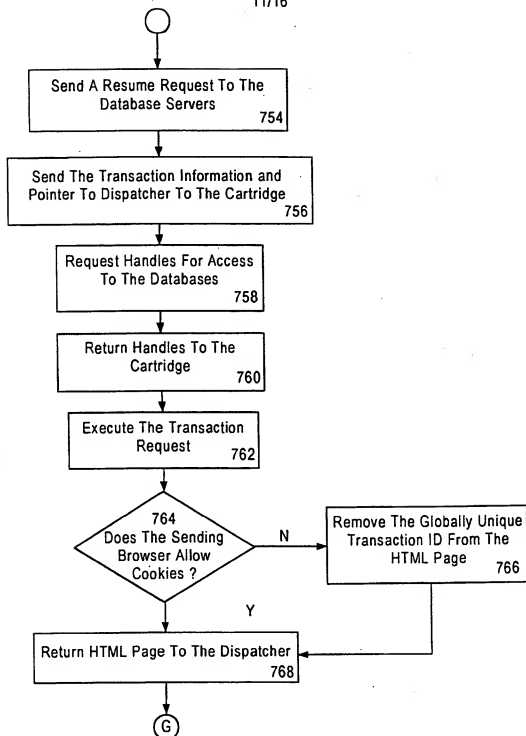 11/16
Send A Resume Request To The
Database Servers
754
Send The Transaction Information and
Pointer To Dispatcher To The Cartridge
756
Request Handles For Access
To The Databases
758
Return Handles To The
Cartridge
760
Execute The Transaction
Request
762
764
Does The Sending
Browser Allow
Cookies ?
N
Remove The Globally Unique
Transaction ID From The
HTML Page
766
Y
Return HTML Page To The Dispatcher
768
G